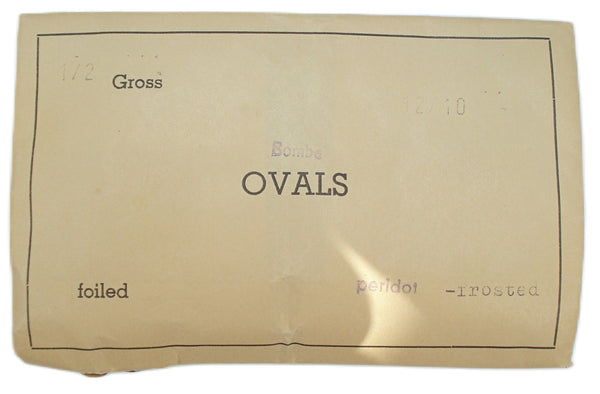 1/2 Gross
12/10
Bombe
OVALS
foiled peridot -frosted